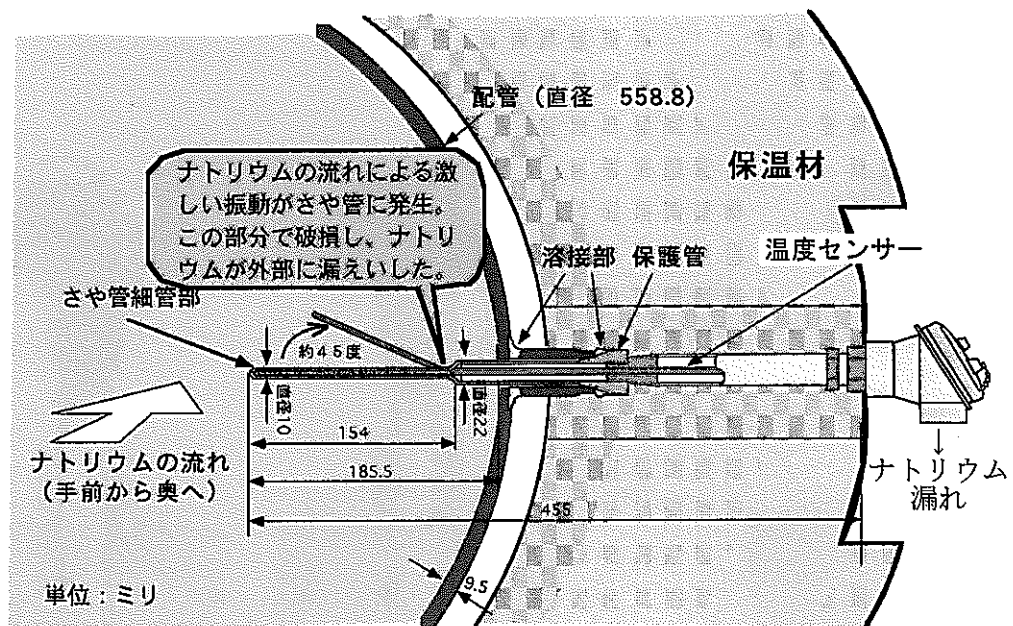 配管（直径　558.8）
保温材
ナトリウムの流れによる激
しい振動がさや管に発生。
この部分で破損し、ナトリ
ウムが外部に漏えいした。
溶接部
保護管
温度センサー
さや管細管部
約45度
直径10
直径22
154
ナトリウムの流れ
（手前から奥へ）
185.5
ナトリウム
漏れ
455
9.5
単位：ミリ